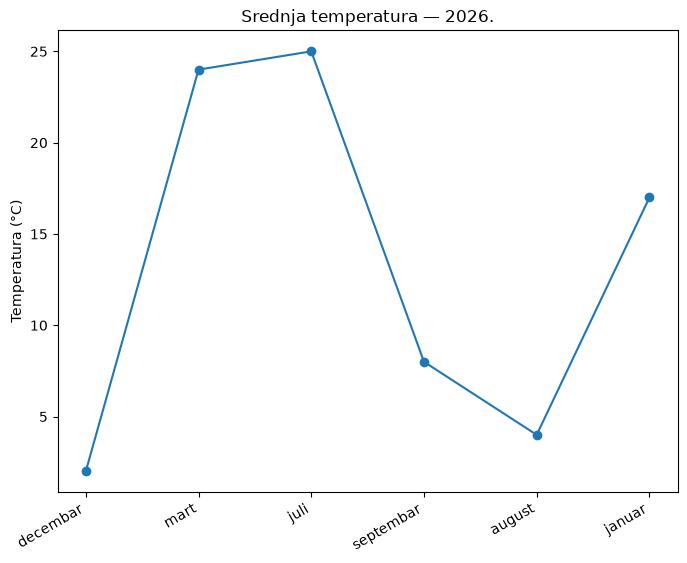 Srednja temperatura — 2026.
Temperatura (°C)
25
20
15
10
5
decembar
mart
juli
septembar
august
januar